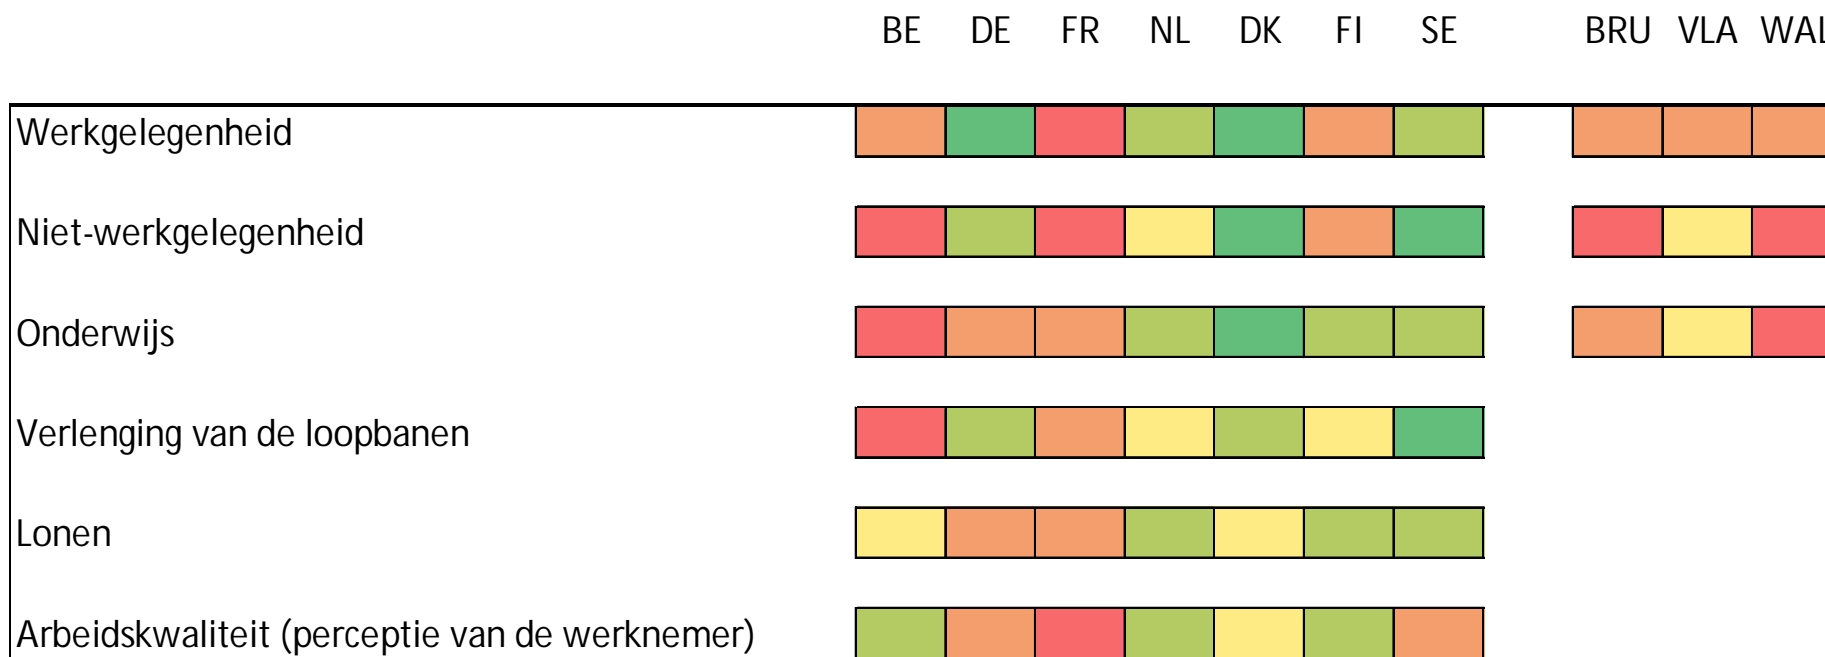 BE DE FR NL DK FI SE BRU VLA WAL
Werkgelegenheid
Niet-werkgelegenheid
Onderwijs
Verlenging van de loopbanen
Lonen
Arbeidskwaliteit (perceptie van de werknemer)